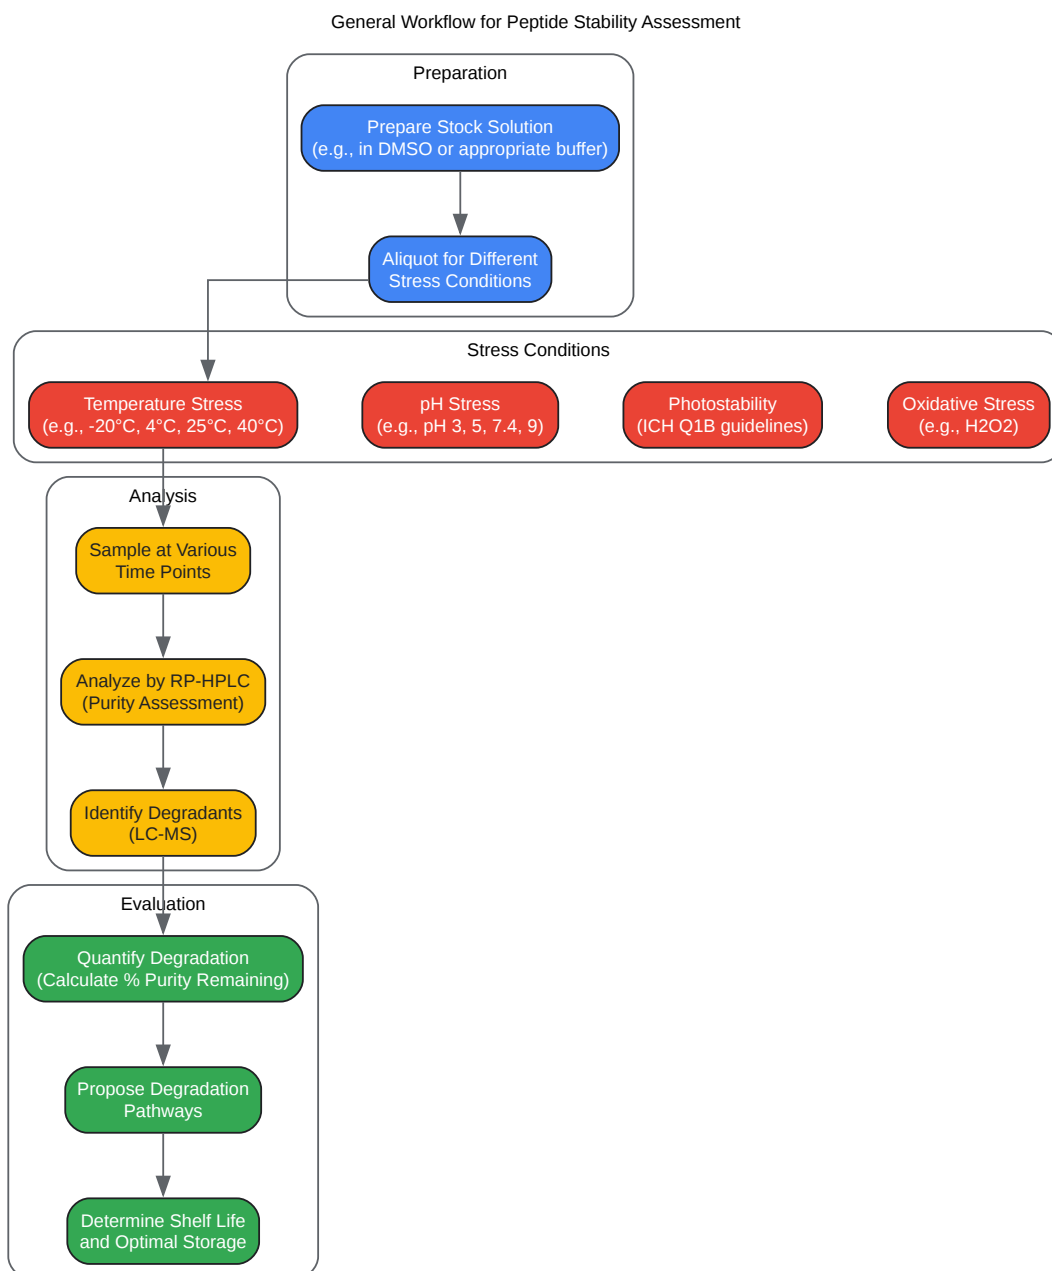 General Workflow for Peptide Stability Assessment
Preparation
Prepare Stock Solution
(e.g., in DMSO or appropriate buffer)
Aliquot for Different
Stress Conditions
Stress Conditions
Temperature Stress
(e.g., -20°C, 4°C, 25°C, 40°C)
pH Stress
(e.g., pH 3, 5, 7.4, 9)
Photostability
(ICH Q1B guidelines)
Oxidative Stress
(e.g., H2O2)
Analysis
Sample at Various
Time Points
Analyze by RP-HPLC
(Purity Assessment)
Identify Degradants
(LC-MS)
Evaluation
Quantify Degradation
(Calculate % Purity Remaining)
Propose Degradation
Pathways
Determine Shelf Life
and Optimal Storage